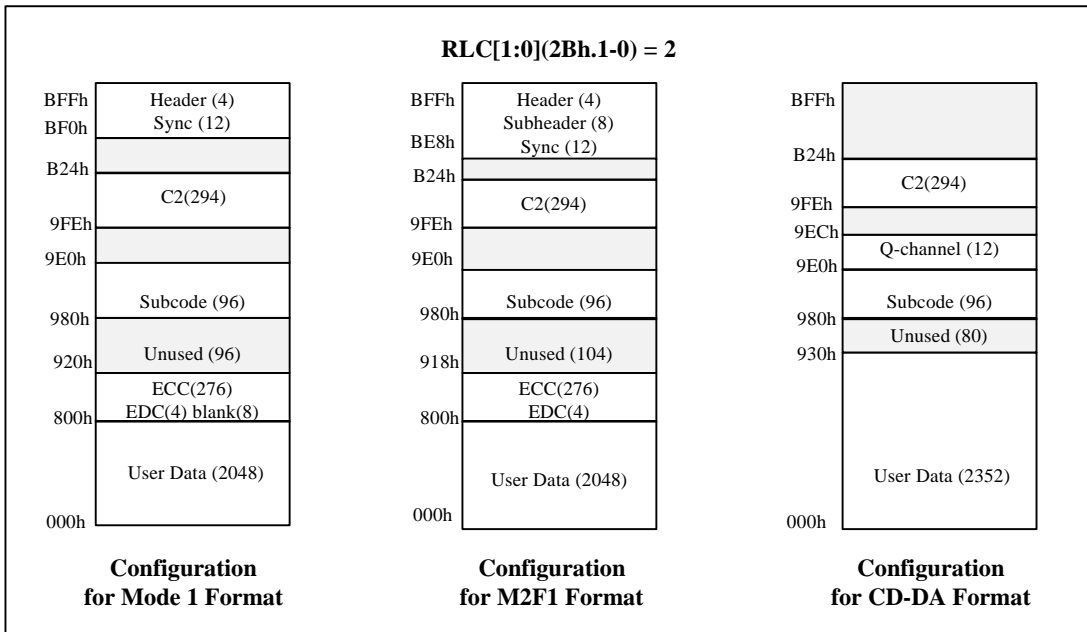 RLC[1:0](2Bh.1-0) = 2
BFFh
Header (4)
BF0h
Sync (12)
B24h
C2(294)
9FEh
9E0h
Subcode (96)
980h
Unused (96)
920h
ECC(276)
EDC(4) blank(8)
800h
User Data (2048)
000h
Configuration
for Mode 1 Format
BFFh
Header (4)
Subheader (8)
BE8h
Sync (12)
B24h
C2(294)
9FEh
9E0h
Subcode (96)
980h
Unused (104)
918h
ECC(276)
EDC(4)
800h
User Data (2048)
000h
Configuration
for M2F1 Format
BFFh
B24h
C2(294)
9FEh
9ECh
Q-channel (12)
9E0h
Subcode (96)
980h
Unused (80)
930h
User Data (2352)
000h
Configuration
for CD-DA Format